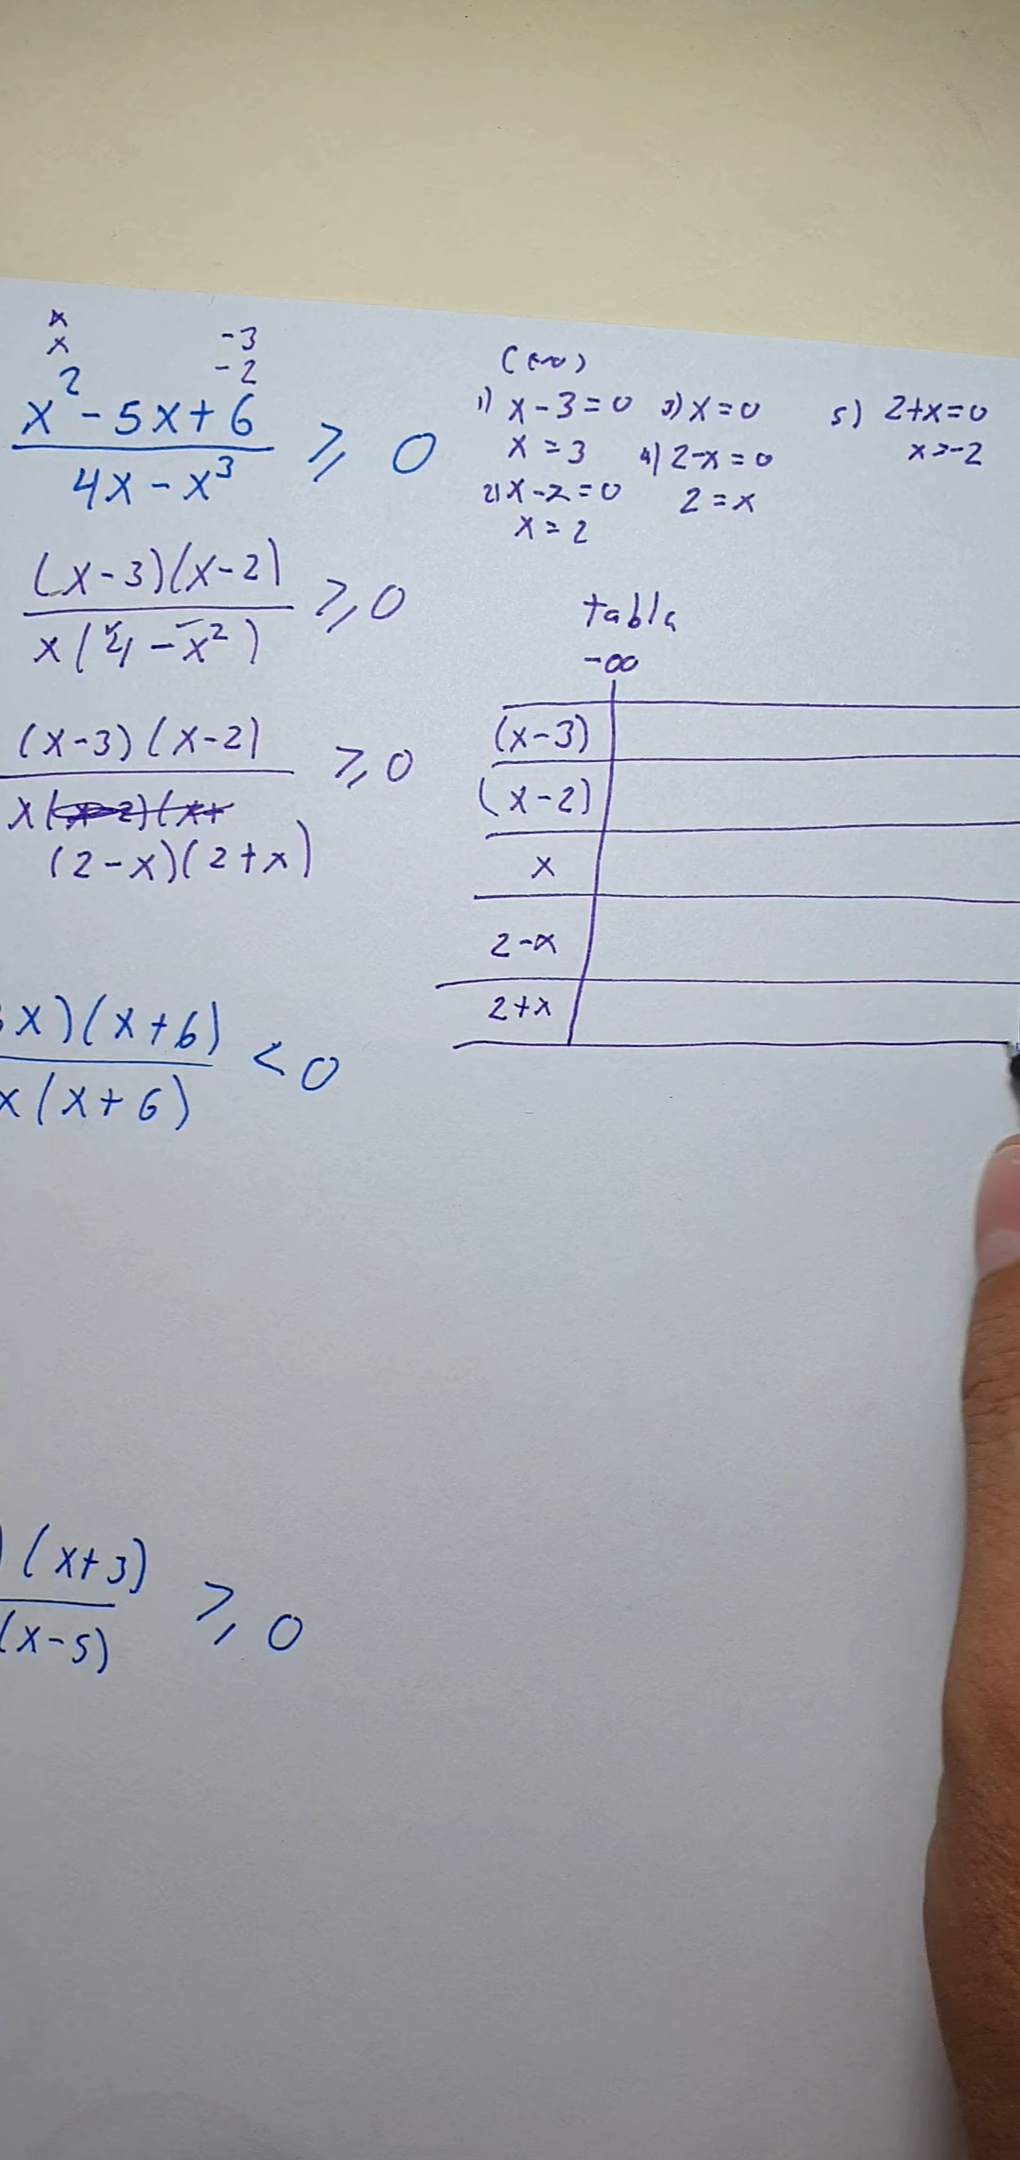 x -3
x -2
x² - 5x + 6 / 4x - x³ ≥ 0
(x-3)(x-2) / x(4 - x²) ≥ 0
(x-3)(x-2) / x
(2-x)(2+x) ≥ 0
x)(x+6) / x(x+6) < 0
(x+3) / (x-5) ≥ 0
1) x-3=0
x=3
2) x-2=0
x=2
3) x=0
4) 2-x=0
2=x
5) 2+x=0
x=-2
tabla
-∞
(x-3)
(x-2)
x
2-x
2+x